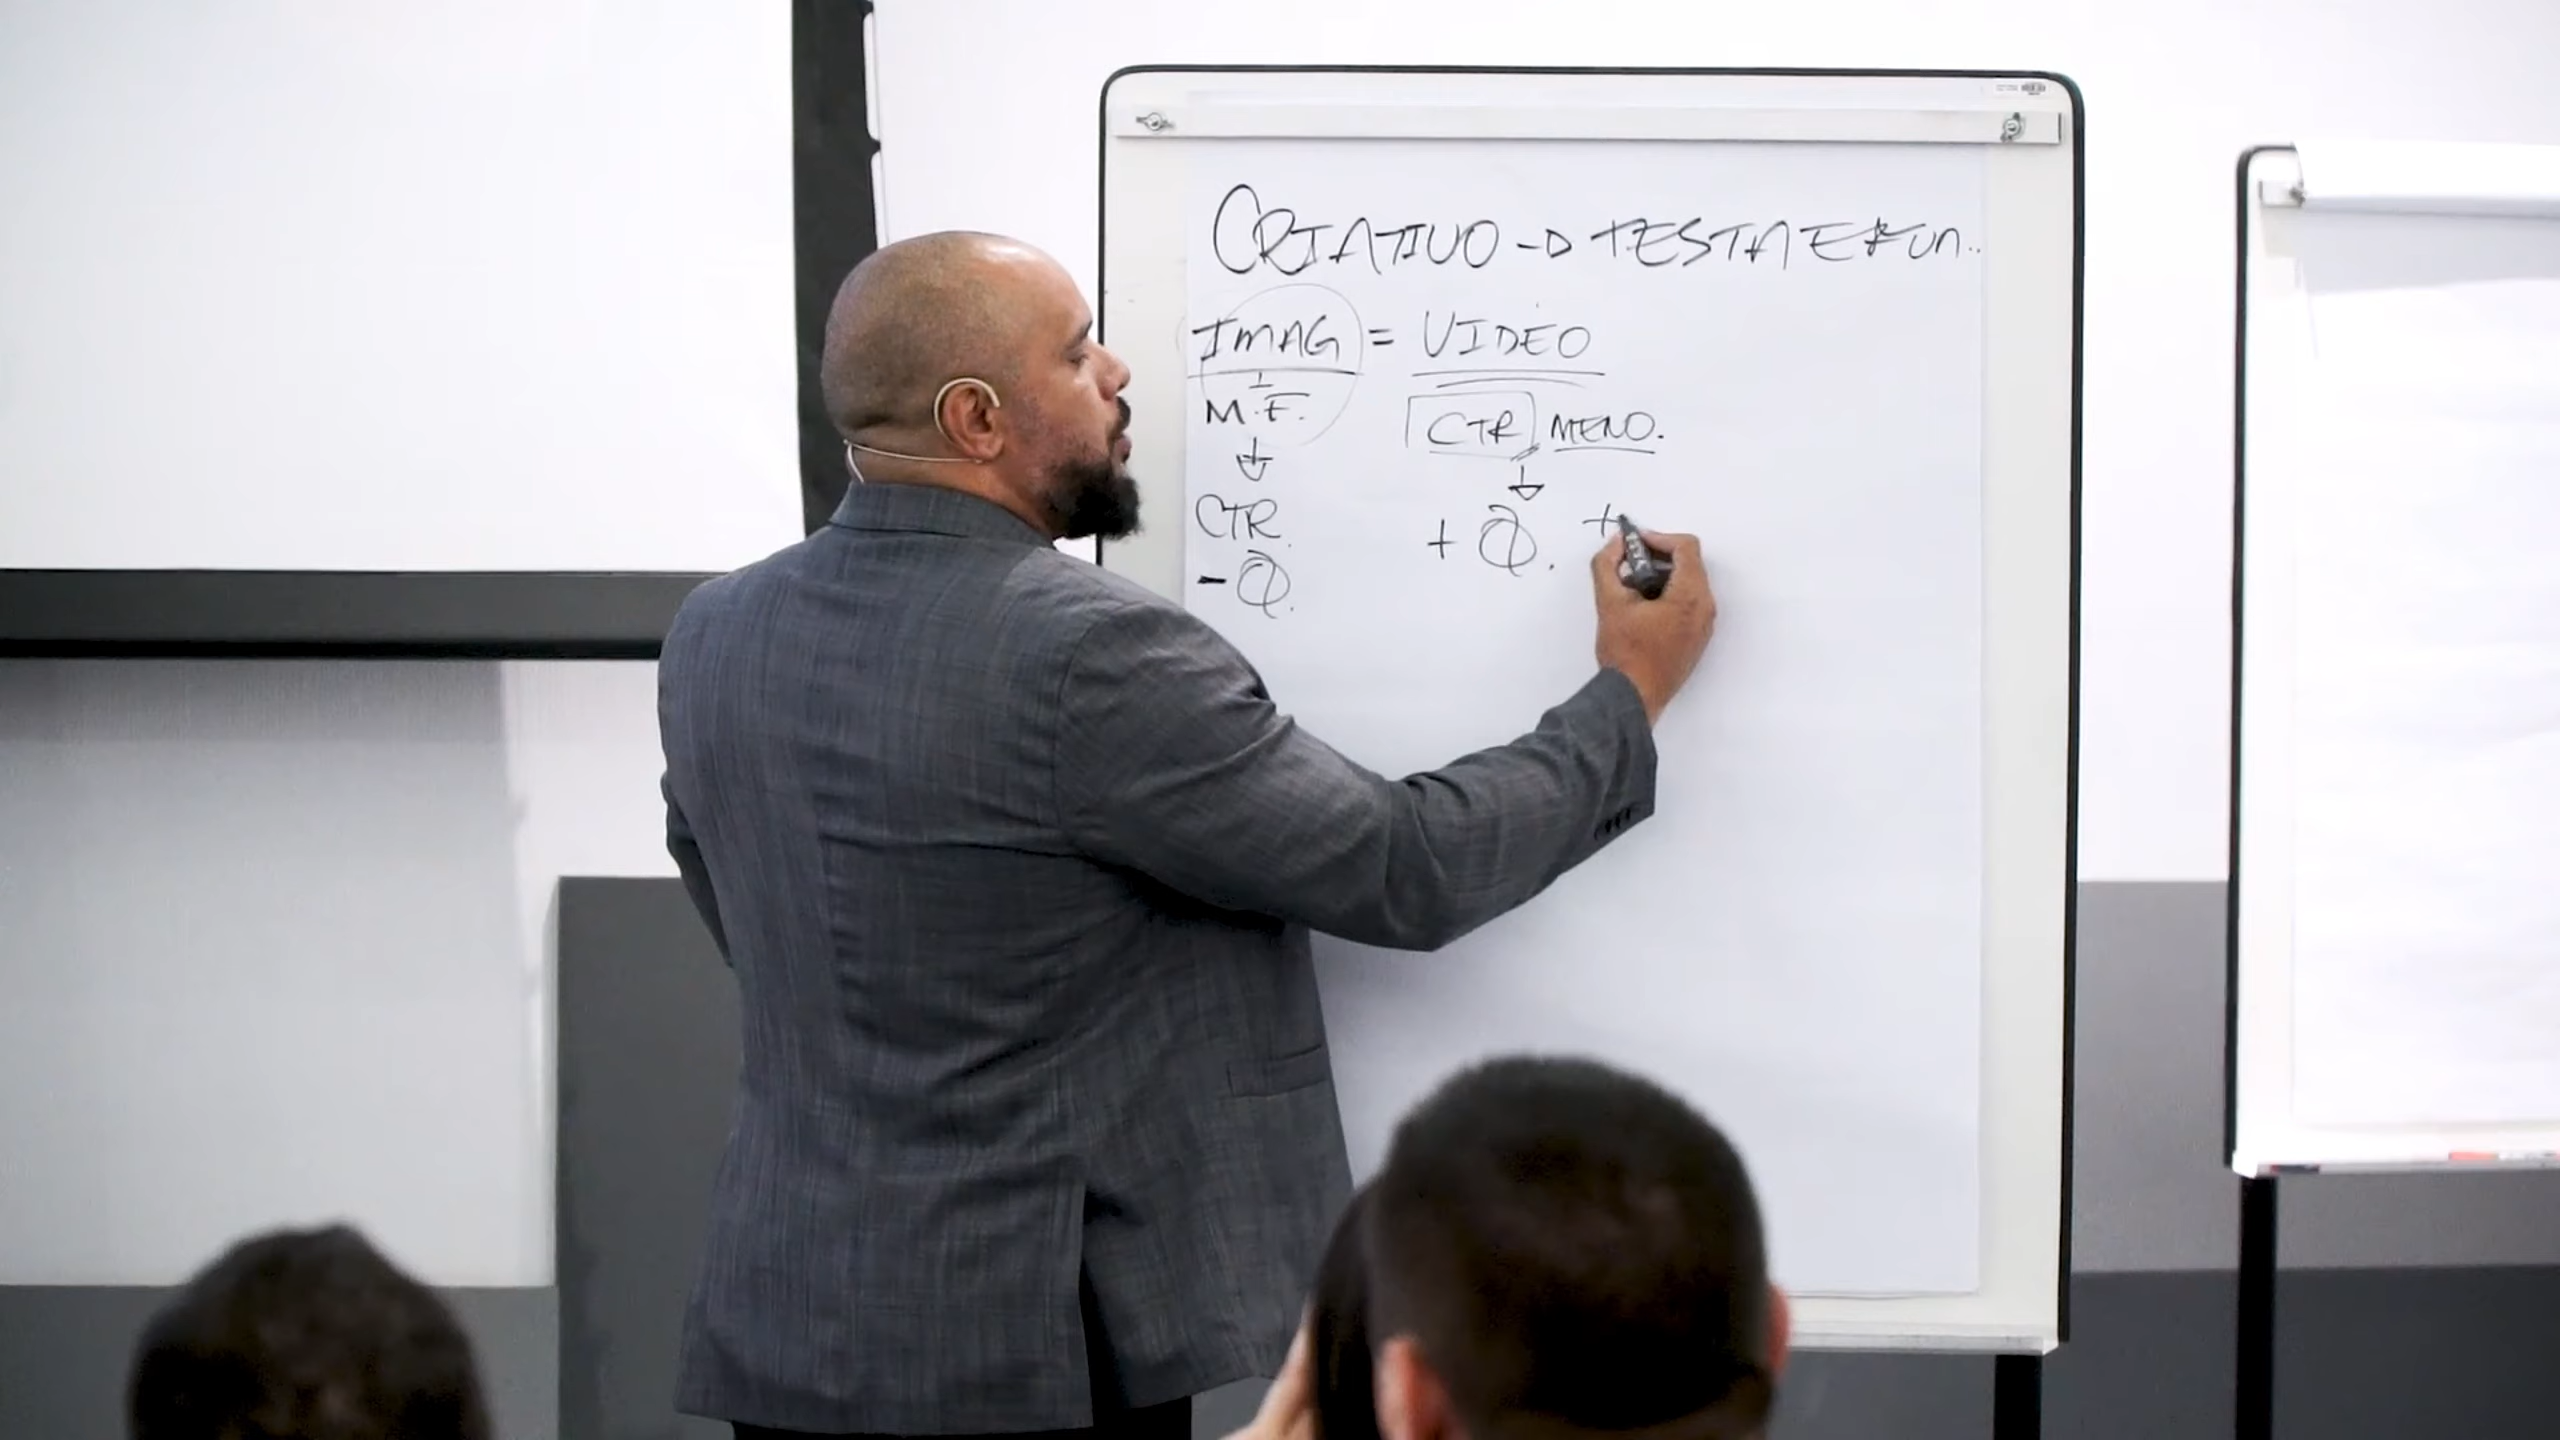 CRIATIVO → TESTA E FUN..
IMAG = VIDEO
M.F. CTR MENO.
CTR. + Q. +
- Q.